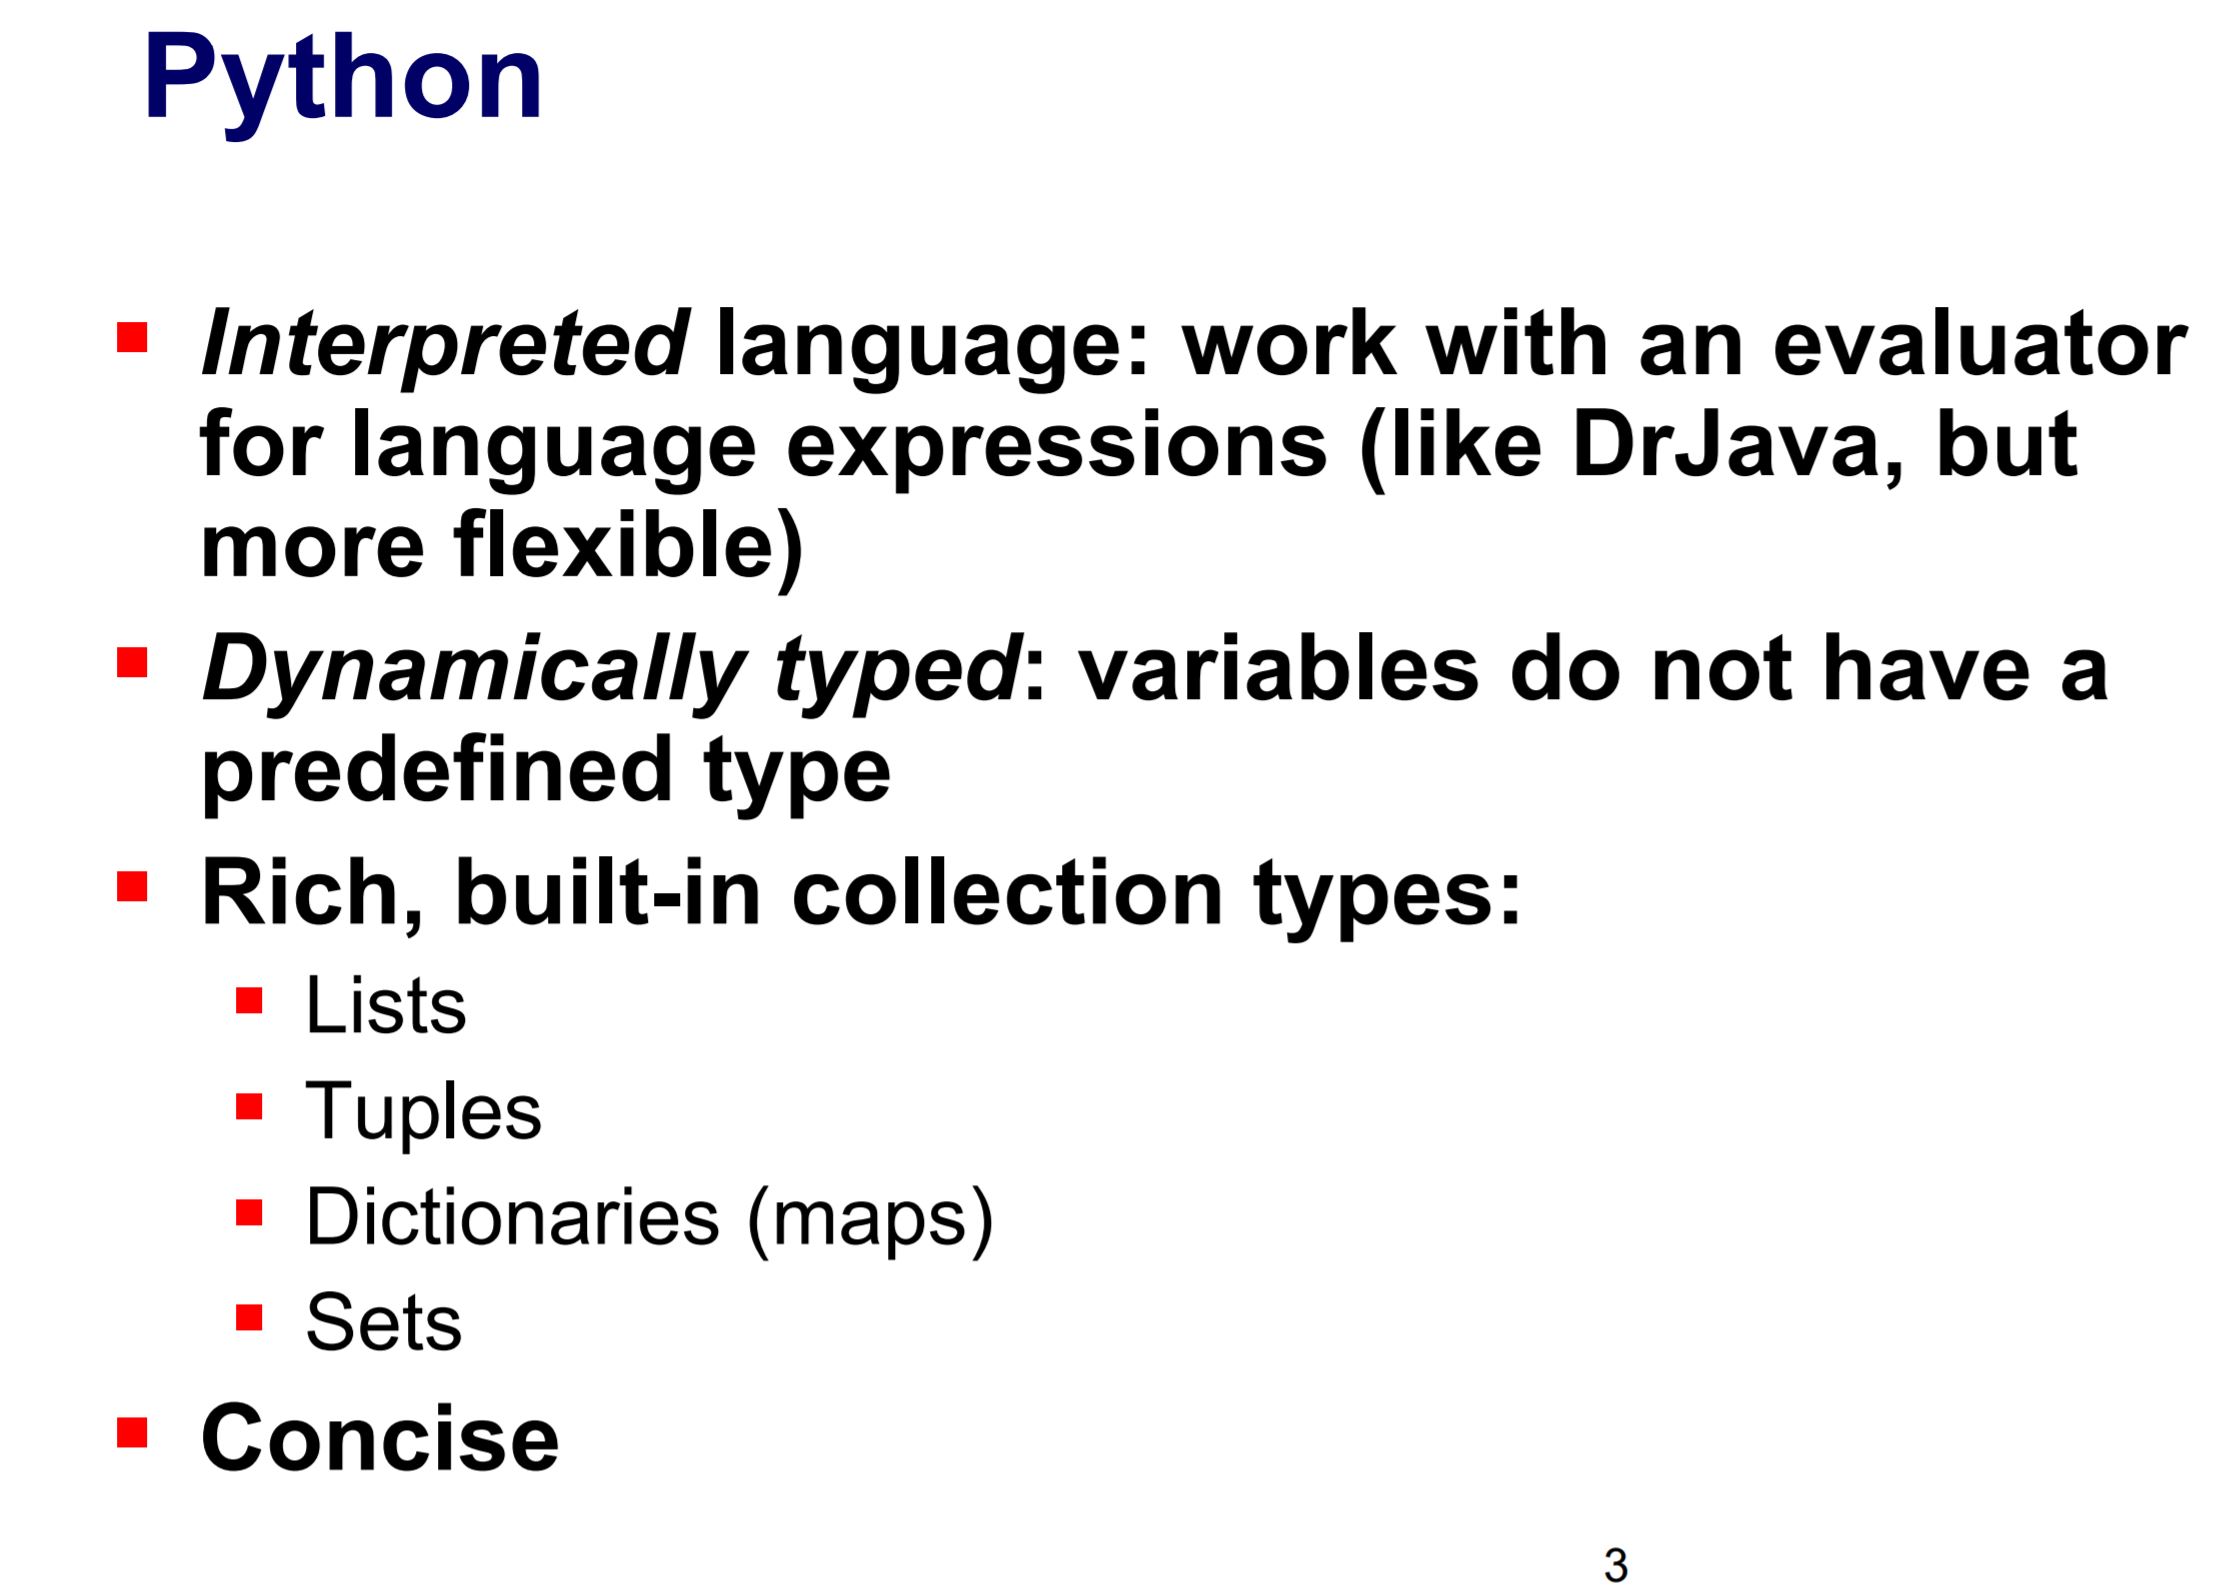 Python
Interpreted language: work with an evaluator
for language expressions (like DrJava, but
more flexible)
Dynamically typed: variables do not have a
predefined type
Rich, built-in collection types:
Lists
Tuples
Dictionaries (maps)
Sets
Concise
3